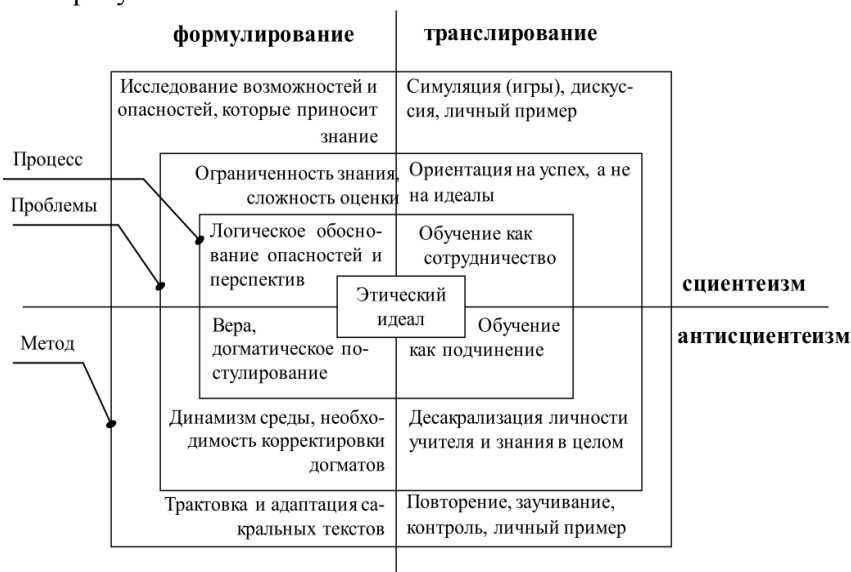 формулирование
транслирование
Исследование возможностей и
опасностей, которые приносит
знание
Симуляция (игры), дискус-
сия, личный пример
Процесс
Ограниченность знания,
сложность оценки
Ориентация на успех, а не
на идеалы
Проблемы
Логическое обосно-
вание опасностей и
перспектив
Обучение как
сотрудничество
Этический
идеал
сциентеизм
антисциентеизм
Метод
Вера,
догматическое по-
стулирование
Обучение
как подчинение
Динамизм среды, необхо-
димость корректировки
догматов
Десакрализация личности
учителя и знания в целом
Трактовка и адаптация са-
кральных текстов
Повторение, заучивание,
контроль, личный пример